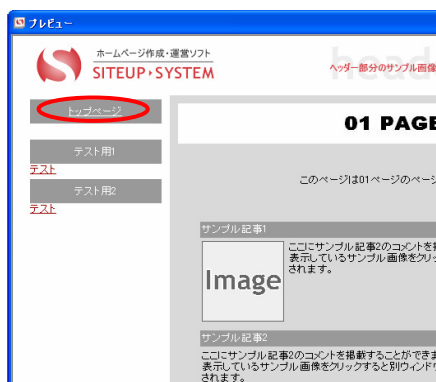 プレビュー
ホームページ作成・運営ソフト
SITEUP・SYSTEM
head
ヘッダー部分のサンプル画像
トップページ
テスト用1
テスト
テスト用2
テスト
01 PAGE
このページは01ページのページ
サンプル記事1
Image
ここにサンプル記事2のコメントを
表示しているサンプル画像をクリッ
されます。
サンプル記事2
ここにサンプル記事2のコメントを掲載することができま
表示しているサンプル画像をクリックすると別ウィンド
されます。